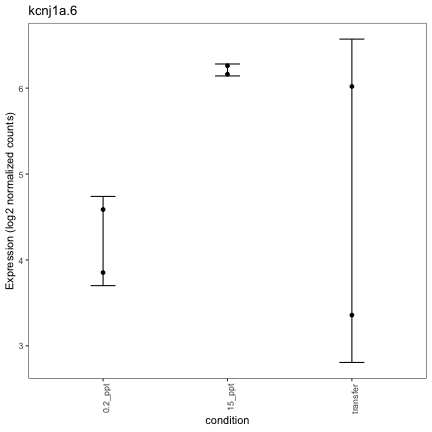 kcnj1a.6
Expression (log2 normalized counts)
6
5
4
3
0.2_ppt
15_ppt
transfer
condition